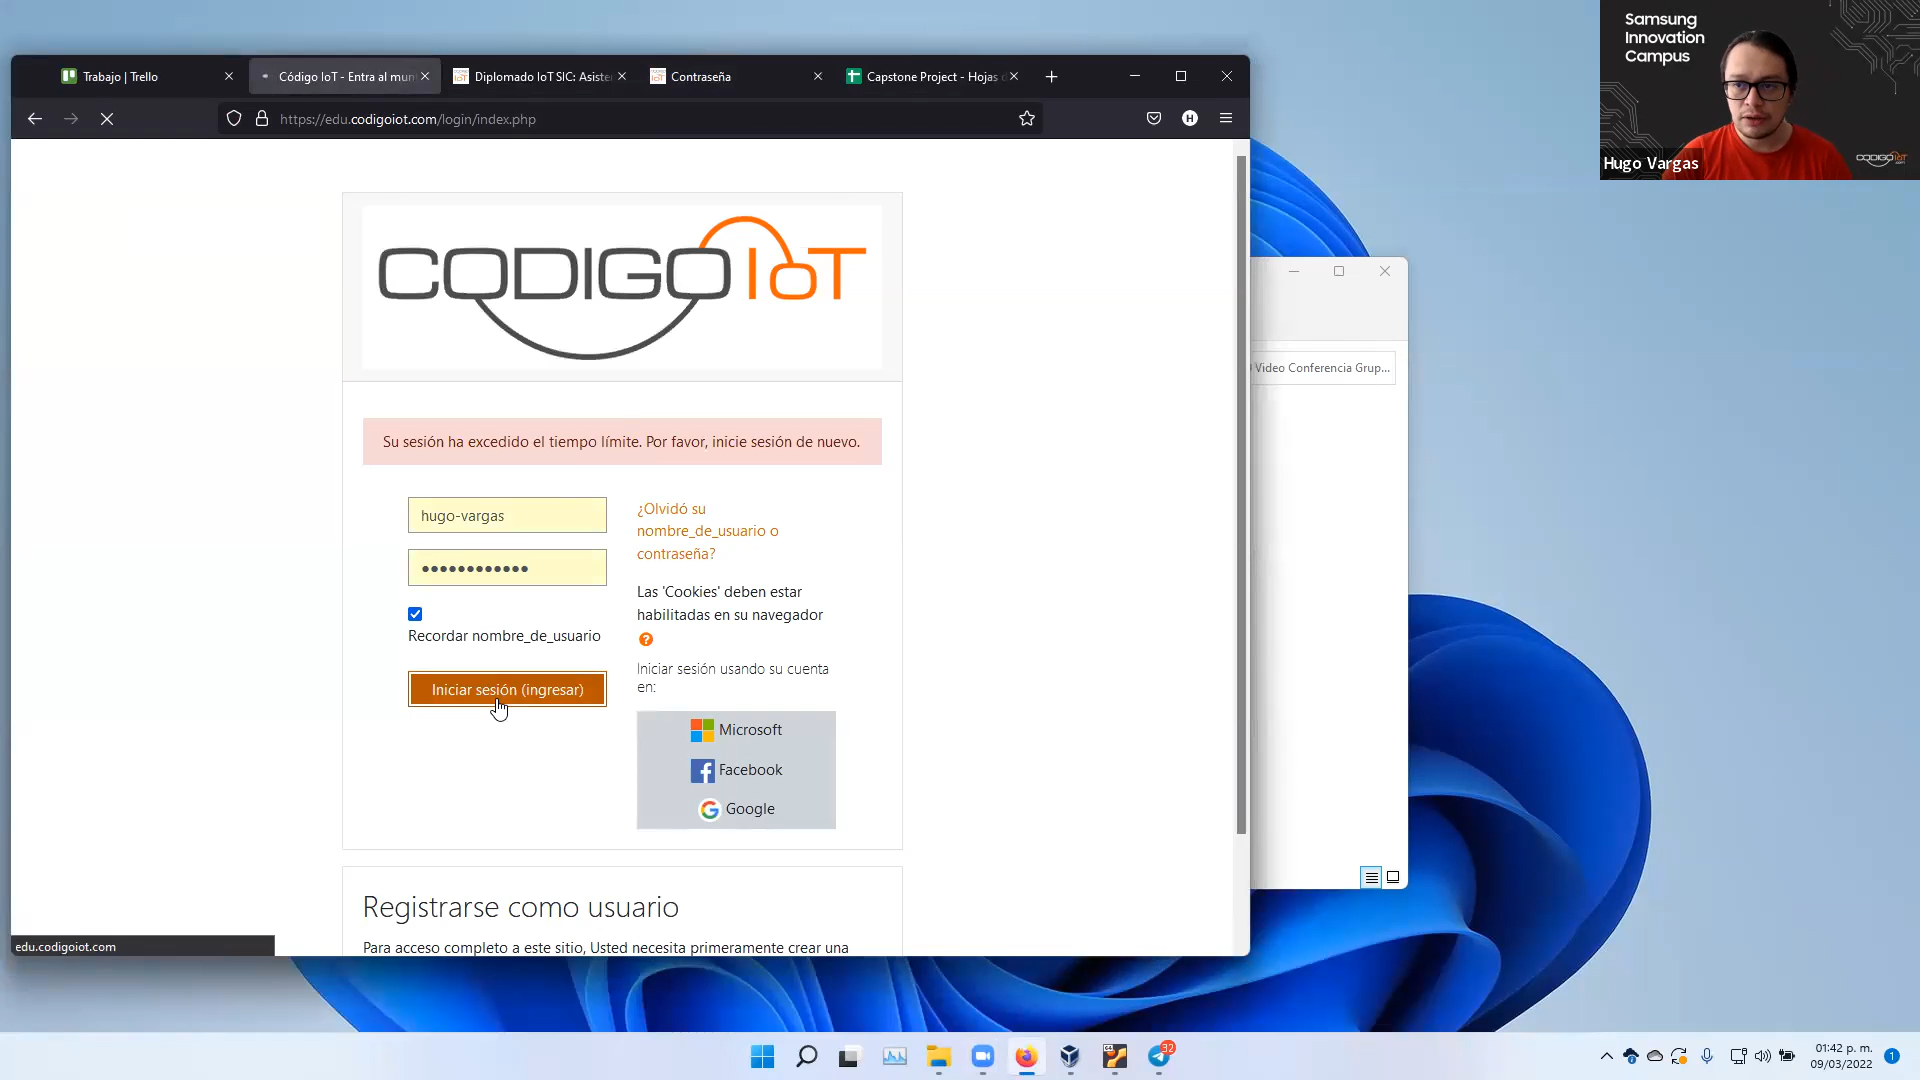 Samsung
Innovation
Campus
Hugo Vargas
CODIGO IoT
Trabajo | Trello
Código IoT - Entra al mun
Diplomado IoT SIC: Asiste
Contraseña
Capstone Project - Hojas d
https://edu.codigoiot.com/login/index.php
H
CODIGO IoT
Su sesión ha excedido el tiempo límite. Por favor, inicie sesión de nuevo.
hugo-vargas
Recordar nombre_de_usuario
Iniciar sesión (ingresar)
¿Olvidó su
nombre_de_usuario o
contraseña?
Las 'Cookies' deben estar
habilitadas en su navegador
Iniciar sesión usando su cuenta
en:
Microsoft
Facebook
Google
Registrarse como usuario
Para acceso completo a este sitio, Usted necesita primeramente crear una
edu.codigoiot.com
Video Conferencia Grup...
32
01:42 p. m.
09/03/2022
1